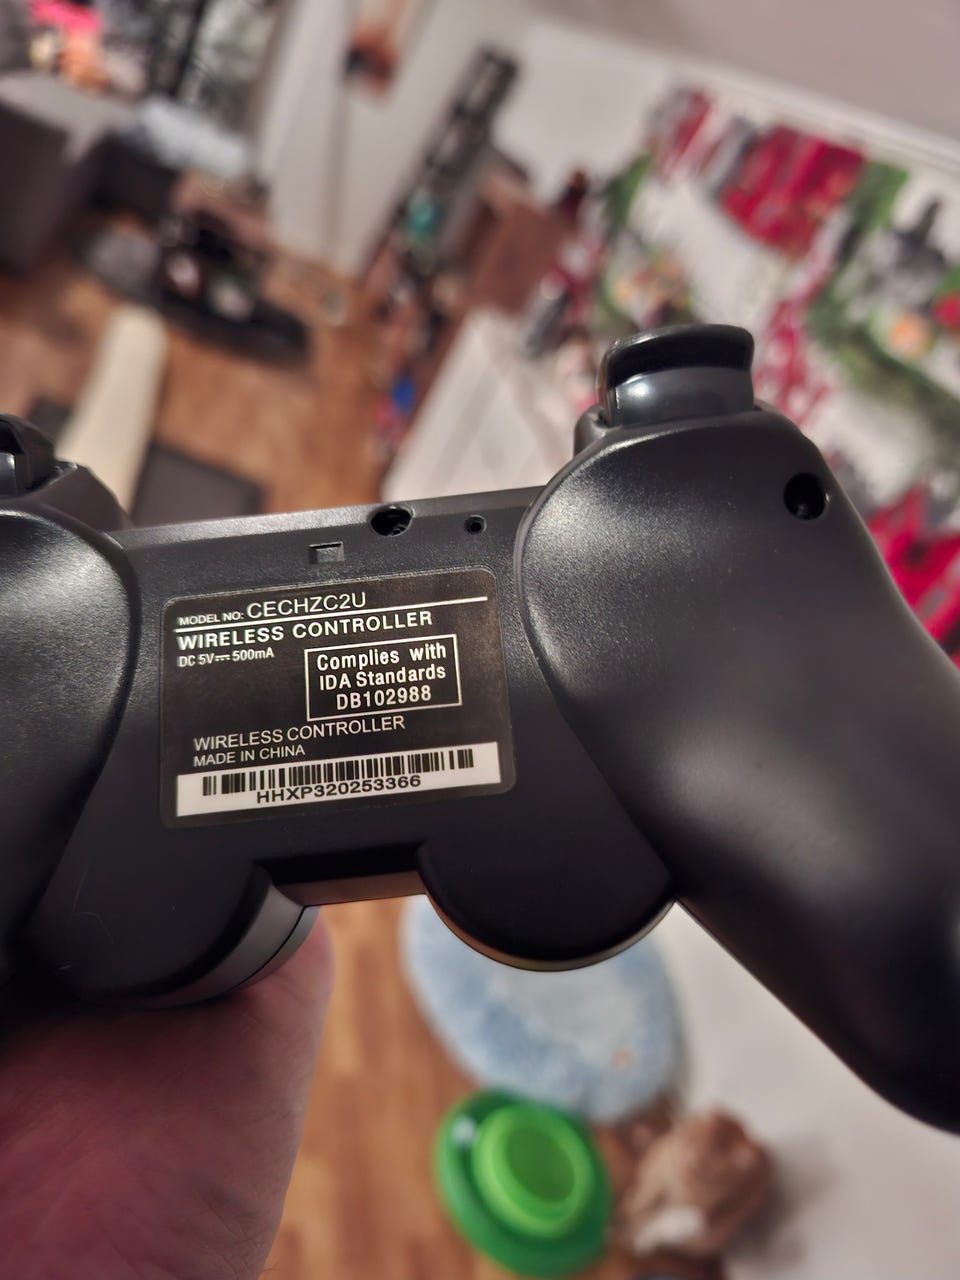 MODEL NO: CECHZC2U
WIRELESS CONTROLLER
DC 5V⎓500mA
Complies with
IDA Standards
DB102988
WIRELESS CONTROLLER
MADE IN CHINA
HHXP320253366